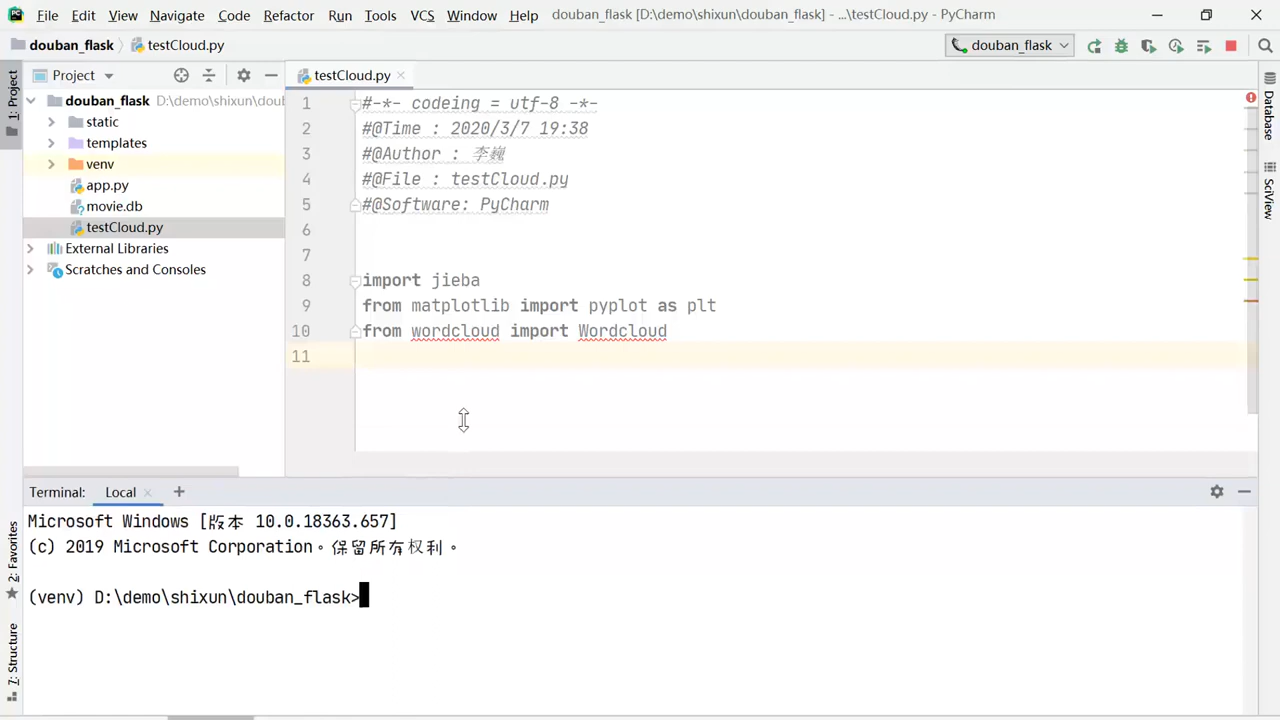 File Edit View Navigate Code Refactor Run Tools VCS Window Help douban_flask [D:\demo\shixun\douban_flask] - ...\testCloud.py - PyCharm
douban_flask testCloud.py douban_flask
1: Project
Project
testCloud.py
douban_flask D:\demo\shixun\dou
static
templates
venv
app.py
movie.db
testCloud.py
External Libraries
Scratches and Consoles
1 #-*- codeing = utf-8 -*-
2 #@Time : 2020/3/7 19:38
3 #@Author : 李巍
4 #@File : testCloud.py
5 #@Software: PyCharm
6
7
8 import jieba
9 from matplotlib import pyplot as plt
10 from wordcloud import Wordcloud
11
Database
SciView
Terminal: Local
Microsoft Windows [版本 10.0.18363.657]
(c) 2019 Microsoft Corporation。保留所有权利。
(venv) D:\demo\shixun\douban_flask>
2: Favorites
7: Structure